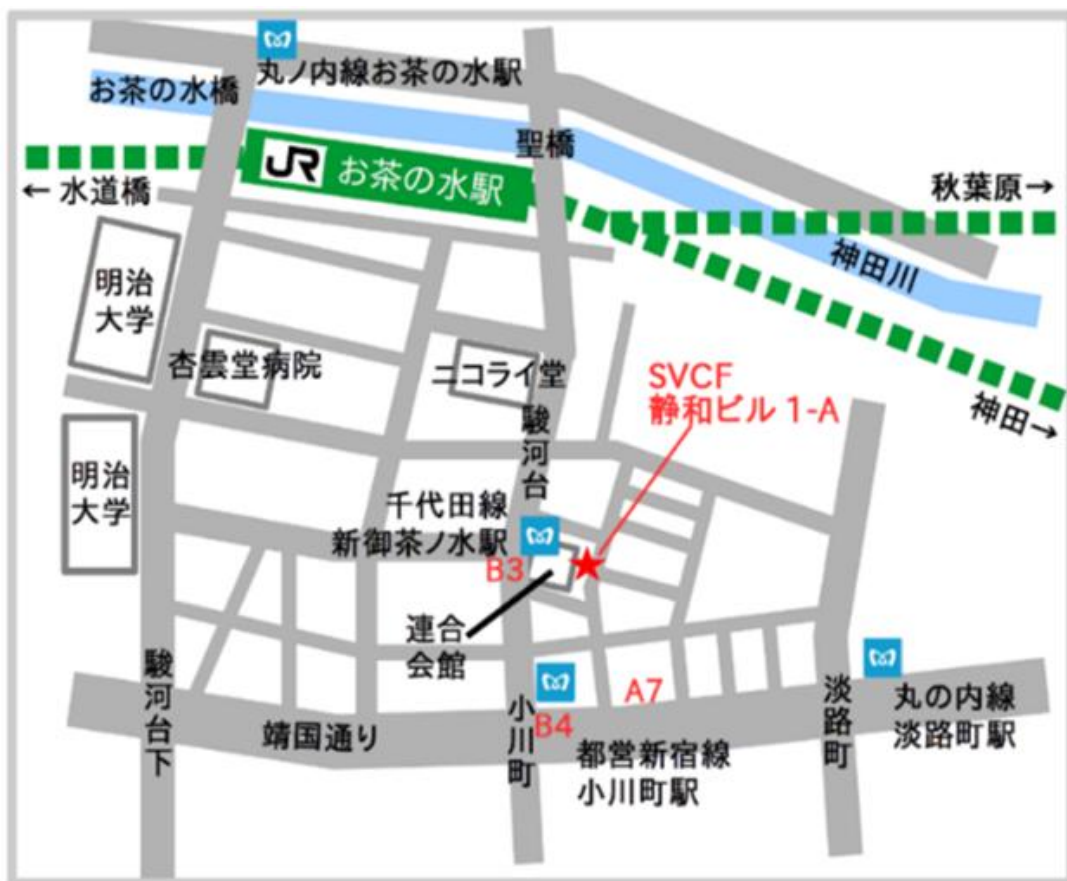 丸ノ内線お茶の水駅
お茶の水橋
聖橋
JR お茶の水駅
← 水道橋
秋葉原→
神田川
明治
大学
杏雲堂病院
ニコライ堂
SVCF
静和ビル 1-A
神田→
駿河台
明治
大学
千代田線
新御茶ノ水駅
B3
連合
会館
駿河台下
靖国通り
小川町
B4
A7
都営新宿線
小川町駅
淡路町
丸の内線
淡路町駅